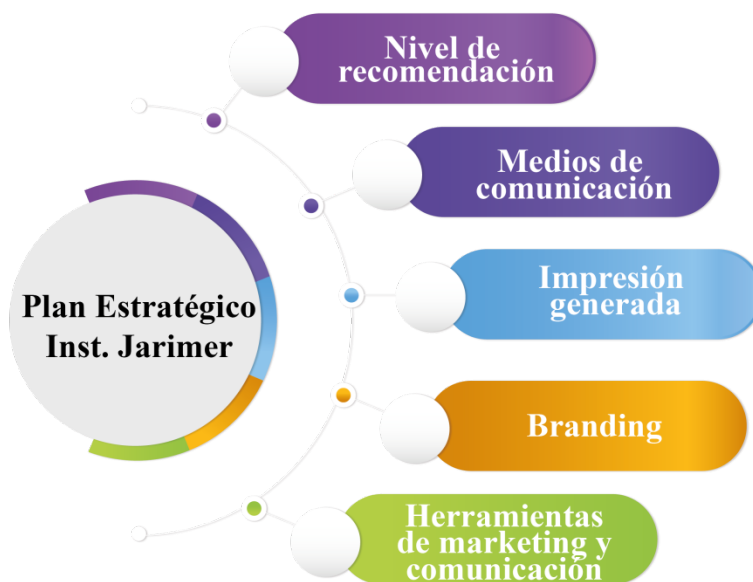 Nivel de
recomendación
Medios de
comunicación
Impresión
generada
Plan Estratégico
Inst. Jarimer
Branding
Herramientas
de marketing y
comunicación